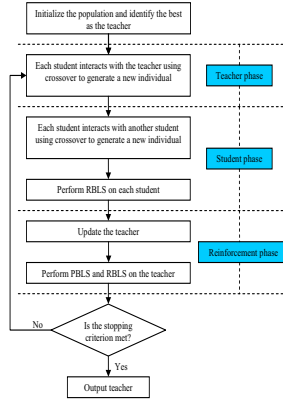 Initialize the population and identify the best
as the teacher
Each student interacts with the teacher using
crossover to generate a new individual
Teacher phase
Each student interacts with another student
using crossover to generate a new individual
Student phase
Perform RBLS on each student
Update the teacher
Reinforcement phase
Perform PBLS and RBLS on the teacher
No
Is the stopping
criterion met?
Yes
Output teacher